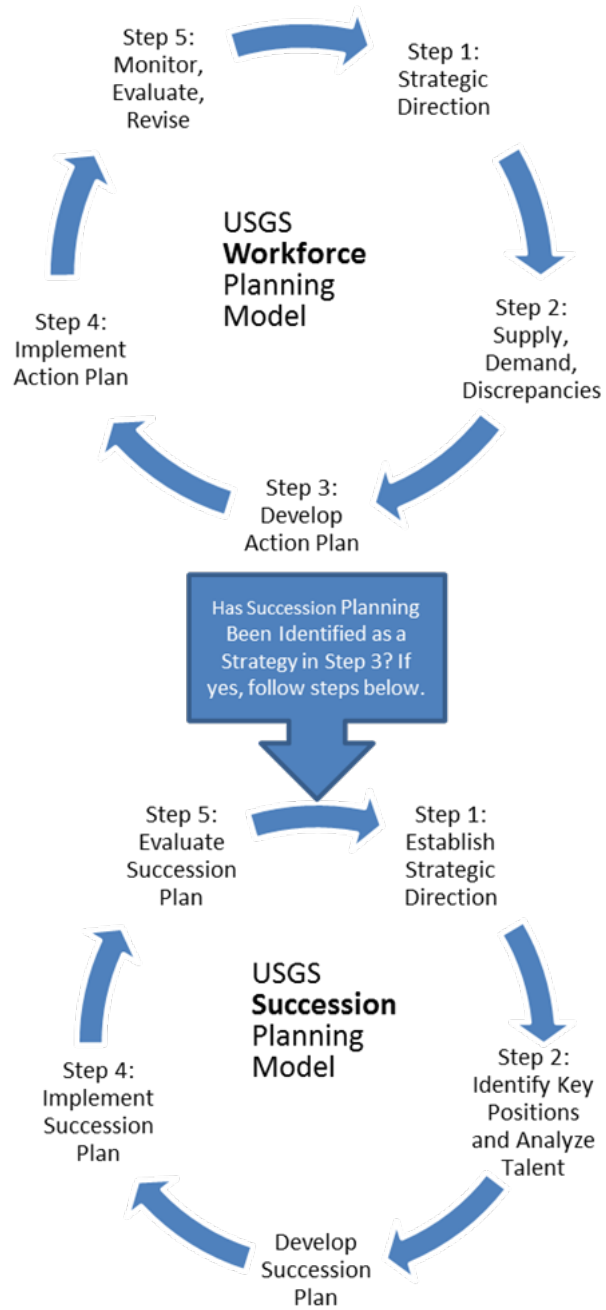 Step 5:
Monitor,
Evaluate,
Revise
Step 1:
Strategic
Direction
USGS
Workforce
Planning
Model
Step 2:
Supply,
Demand,
Discrepancies
Step 4:
Implement
Action Plan
Step 3:
Develop
Action Plan
Has Succession Planning
Been Identified as a
Strategy in Step 3? If
yes, follow steps below.
Step 5:
Evaluate
Succession
Plan
Step 1:
Establish
Strategic
Direction
USGS
Succession
Planning
Model
Step 2:
Identify Key
Positions
and Analyze
Talent
Step 4:
Implement
Succession
Plan
Develop
Succession
Plan